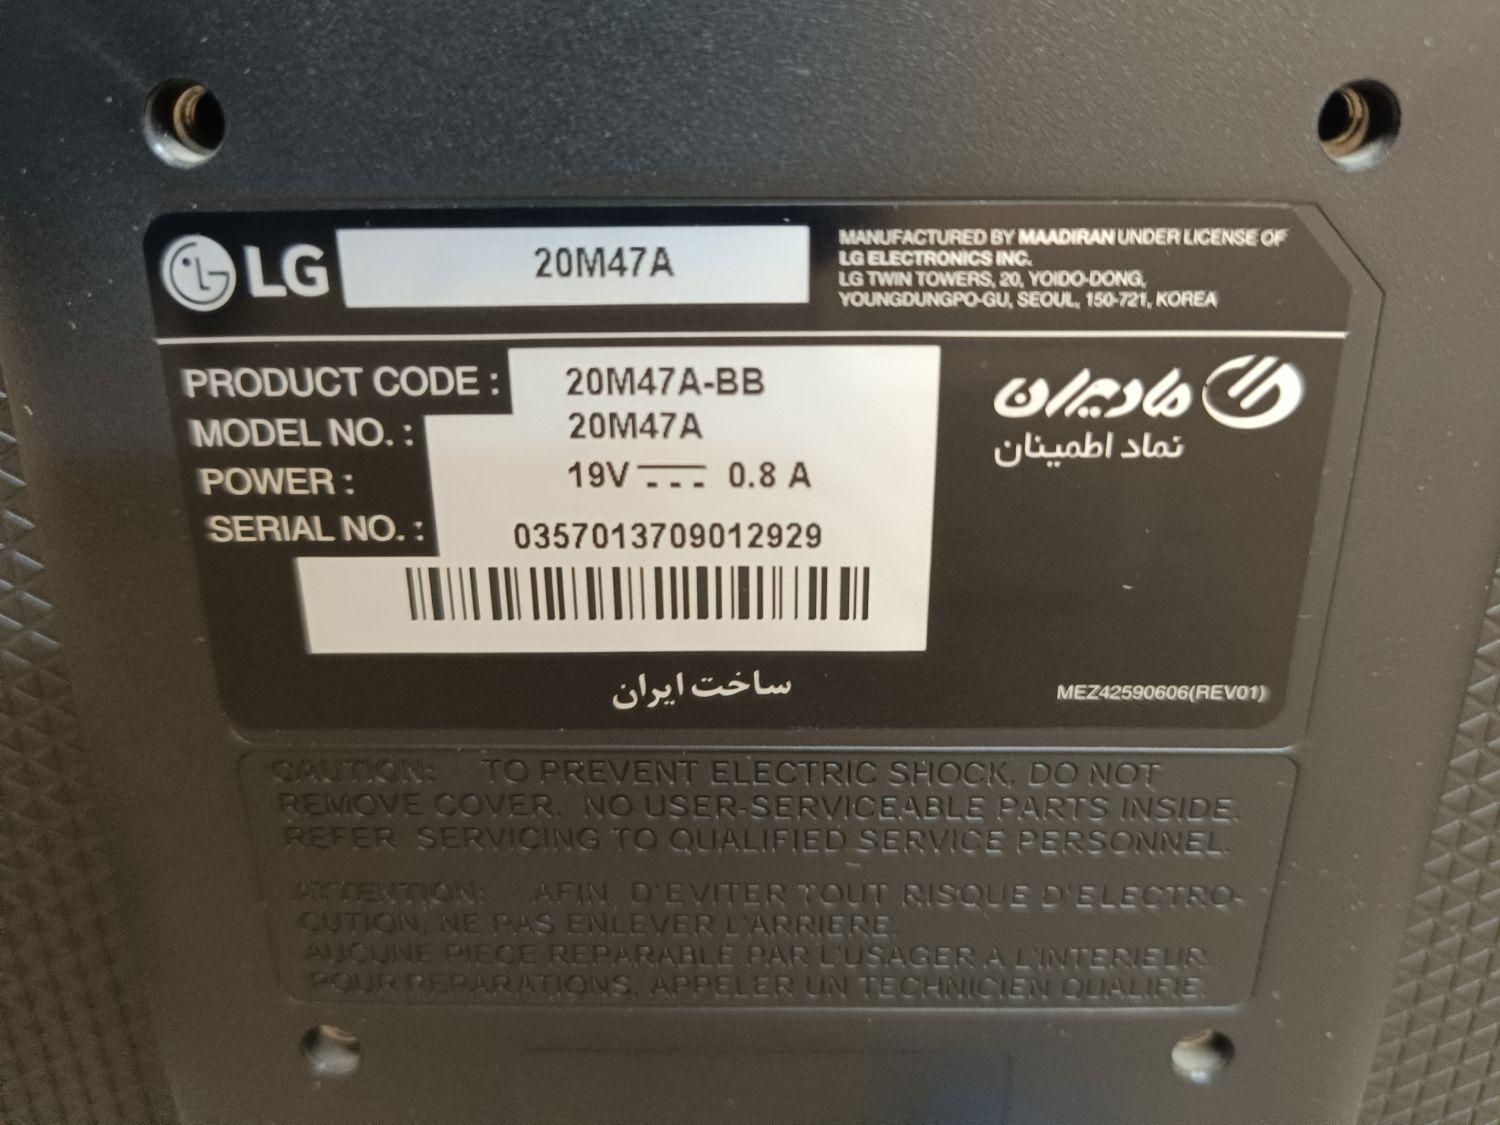 LG
20M47A
MANUFACTURED BY MAADIRAN UNDER LICENSE OF
LG ELECTRONICS INC.
LG TWIN TOWERS, 20, YOIDO-DONG,
YOUNGDUNGPO-GU, SEOUL, 150-721, KOREA
PRODUCT CODE : 20M47A-BB
MODEL NO. : 20M47A
POWER : 19V 0.8 A
SERIAL NO. : 0357013709012929
مادیران
نماد اطمینان
ساخت ایران
MEZ42590606(REV01)
CAUTION: TO PREVENT ELECTRIC SHOCK, DO NOT
REMOVE COVER. NO USER-SERVICEABLE PARTS INSIDE.
REFER SERVICING TO QUALIFIED SERVICE PERSONNEL.
ATTENTION: AFIN D'EVITER TOUT RISQUE D'ELECTRO-
CUTION, NE PAS ENLEVER L'ARRIERE.
AUCUNE PIECE REPARABLE PAR L'USAGER A L'INTERIEUR.
POUR REPARATIONS, APPELER UN TECHNICIEN QUALIFIE.